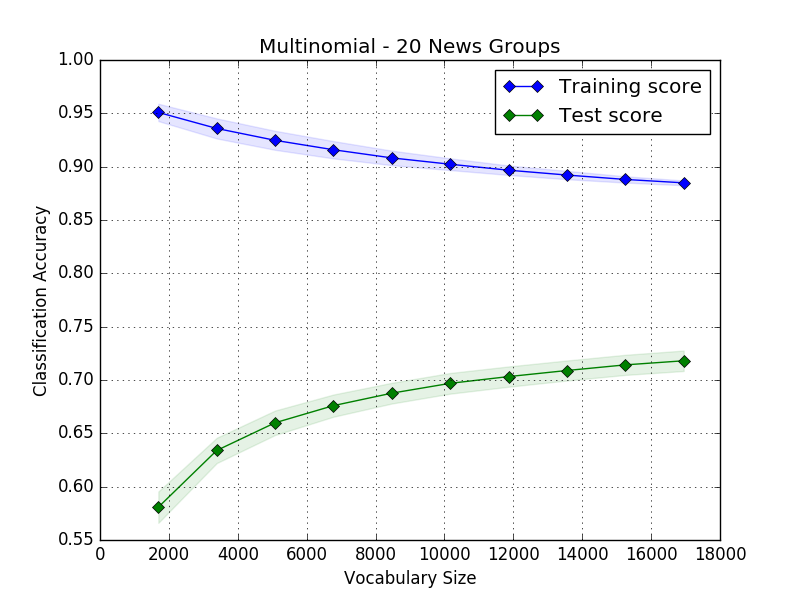 Multinomial - 20 News Groups
1.00
0.95
0.90
0.85
0.80
0.75
0.70
0.65
0.60
0.55
Classification Accuracy
Training score
Test score
0 2000 4000 6000 8000 10000 12000 14000 16000 18000
Vocabulary Size